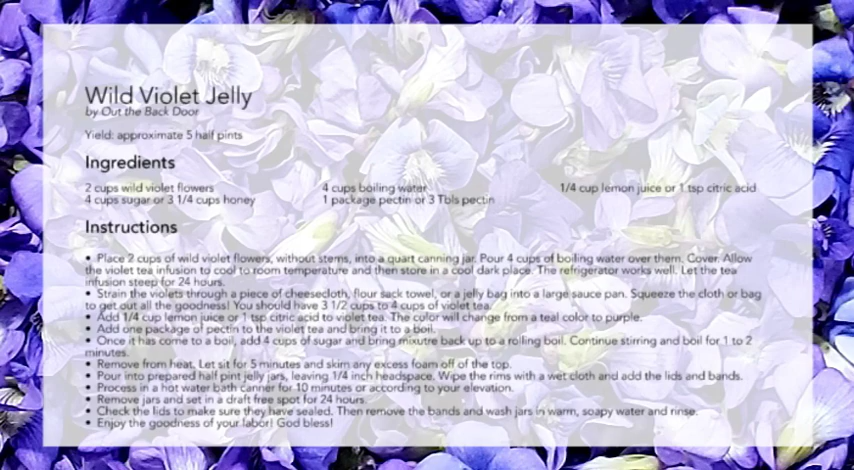 Wild Violet Jelly
by Out the Back Door
Yield: approximate 5 half pints
Ingredients
2 cups wild violet flowers 4 cups boiling water 1/4 cup lemon juice or 1 tsp citric acid
4 cups sugar or 3 1/4 cups honey 1 package pectin or 3 Tbls pectin
Instructions
• Place 2 cups of wild violet flowers, without stems, into a quart canning jar. Pour 4 cups of boiling water over them. Cover. Allow
the violet tea infusion to cool to room temperature and then store in a cool dark place. The refrigerator works well. Let the tea
infusion steep for 24 hours.
• Strain the violets through a piece of cheesecloth, flour sack towel, or a jelly bag into a large sauce pan. Squeeze the cloth or bag
to get out all the goodness! You should have 3 1/2 cups to 4 cups of violet tea.
• Add 1/4 cup lemon juice or 1 tsp citric acid to violet tea. The color will change from a teal color to purple.
• Add one package of pectin to the violet tea and bring it to a boil.
• Once it has come to a boil, add 4 cups of sugar and bring mixutre back up to a rolling boil. Continue stirring and boil for 1 to 2
minutes.
• Remove from heat. Let sit for 5 minutes and skim any excess foam off of the top.
• Pour into prepared half pint jelly jars, leaving 1/4 inch headspace. Wipe the rims with a wet cloth and add the lids and bands.
• Process in a hot water bath canner for 10 minutes or according to your elevation.
• Remove jars and set in a draft free spot for 24 hours.
• Check the lids to make sure they have sealed. Then remove the bands and wash jars in warm, soapy water and rinse.
• Enjoy the goodness of your labor! God bless!